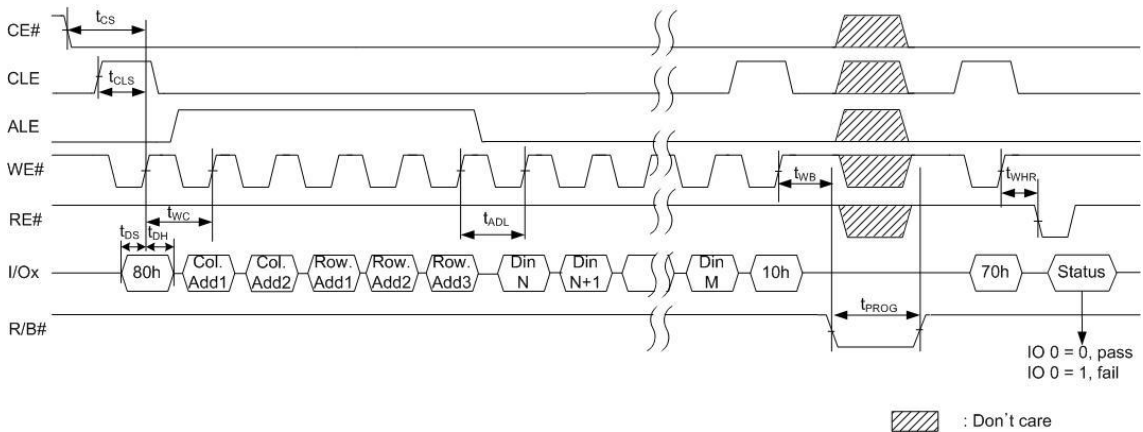 CE#
tCS
CLE
tCLS
ALE
WE#
tWC
tADL
tWB
tWHR
RE#
tDS
tDH
I/Ox
80h
Col. Add1
Col. Add2
Row. Add1
Row. Add2
Row. Add3
Din N
Din N+1
Din M
10h
70h
Status
tPROG
R/B#
IO 0 = 0, pass
IO 0 = 1, fail
: Don't care